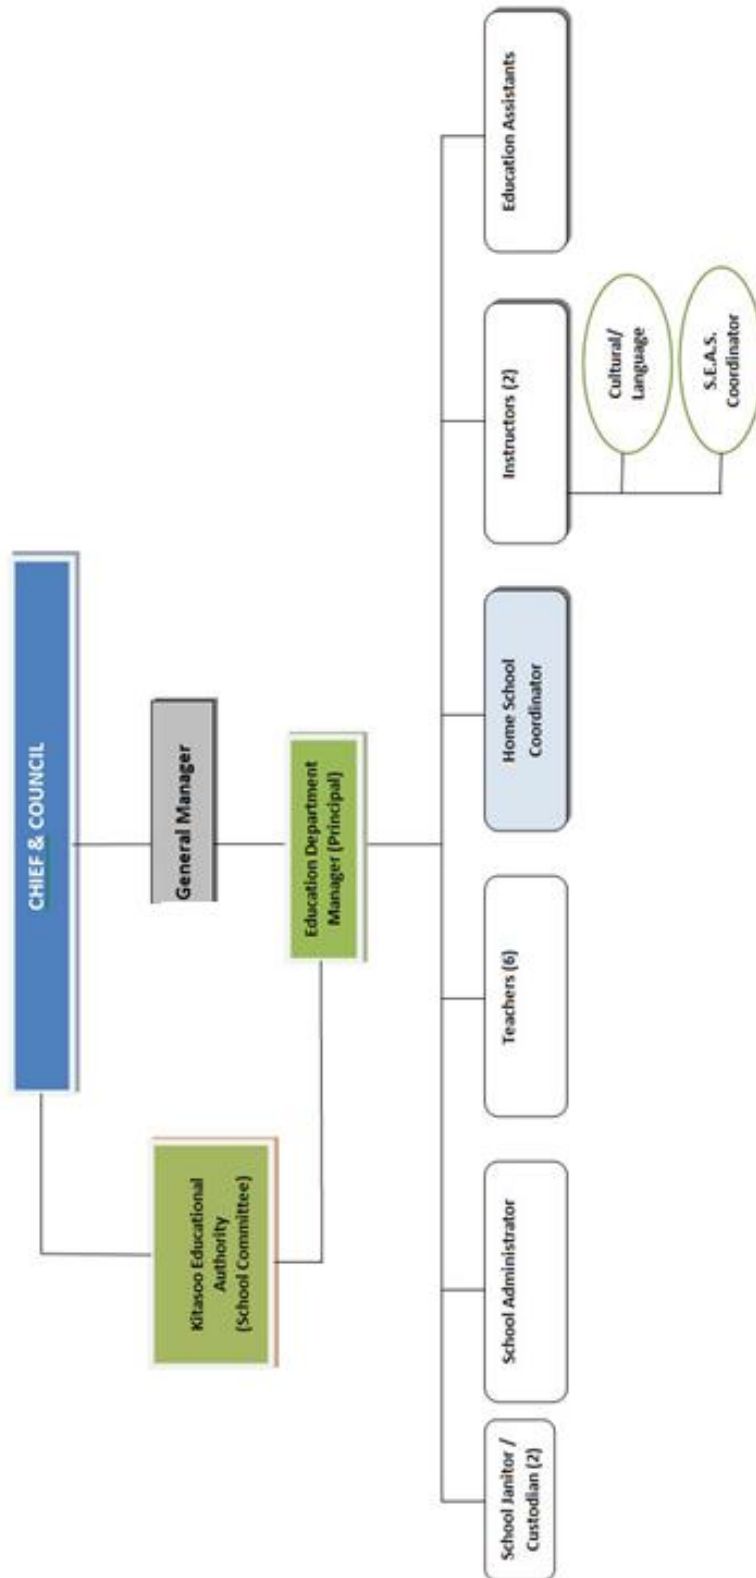 CHIEF & COUNCIL
Kitasoo Educational
Authority
(School Committee)
General Manager
Education Department
Manager (Principal)
School Janitor /
Custodian (2)
School Administrator
Teachers (6)
Home School
Coordinator
Instructors (2)
Education Assistants
Cultural/
Language
S.E.A.S.
Coordinator